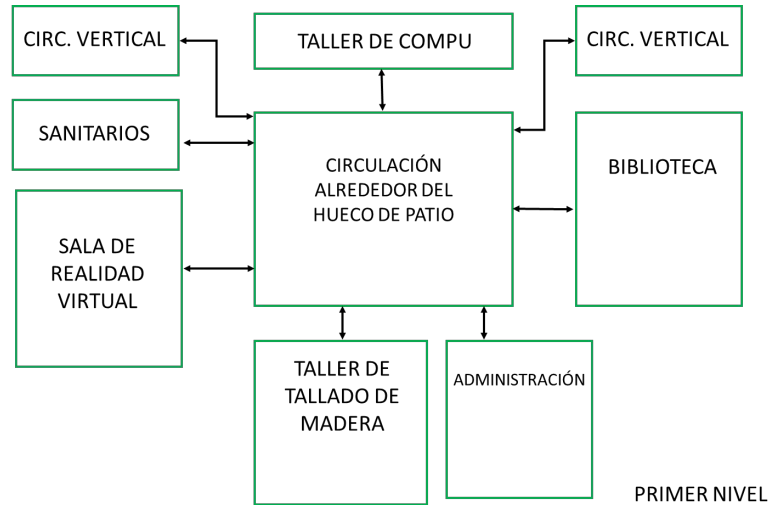 CIRC. VERTICAL
TALLER DE COMPU
CIRC. VERTICAL
SANITARIOS
CIRCULACIÓN
ALREDEDOR DEL
HUECO DE PATIO
BIBLIOTECA
SALA DE
REALIDAD
VIRTUAL
TALLER DE
TALLADO DE
MADERA
ADMINISTRACIÓN
PRIMER NIVEL